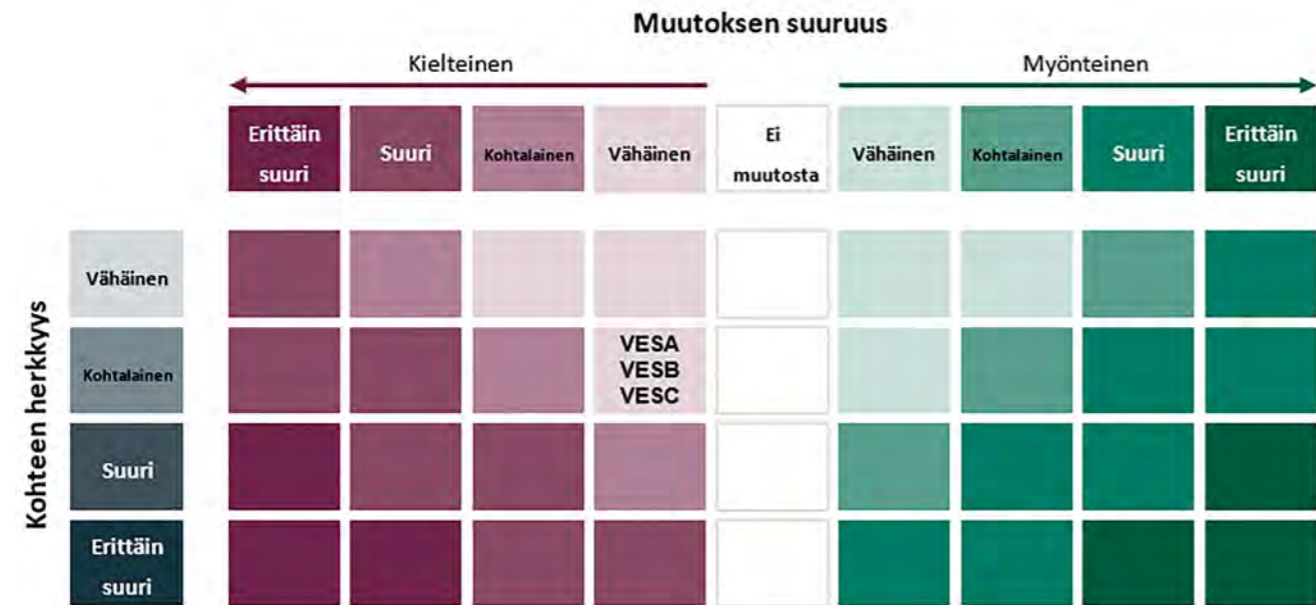 Muutoksen suuruus
Kielteinen
Myönteinen
Erittäin
suuri
Suuri
Kohtalainen
Vähäinen
Ei
muutosta
Vähäinen
Kohtalainen
Suuri
Erittäin
suuri
Kohteen herkkyys
Vähäinen
Kohtalainen
VESA
VESB
VESC
Suuri
Erittäin
suuri